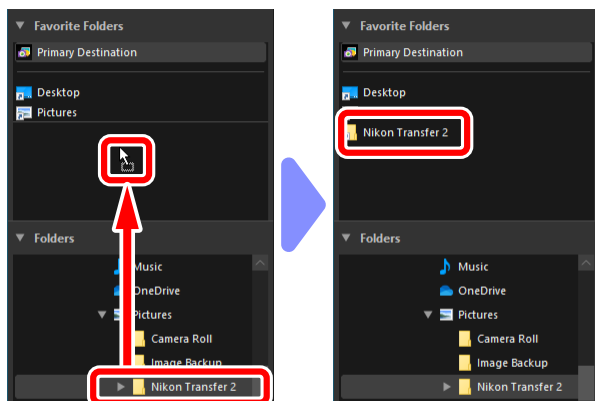 Favorite Folders
Primary Destination
Desktop
Pictures
Folders
Music
OneDrive
Pictures
Camera Roll
Image Backup
Nikon Transfer 2
Favorite Folders
Primary Destination
Desktop
Nikon Transfer 2
Folders
Music
OneDrive
Pictures
Camera Roll
Image Backup
Nikon Transfer 2